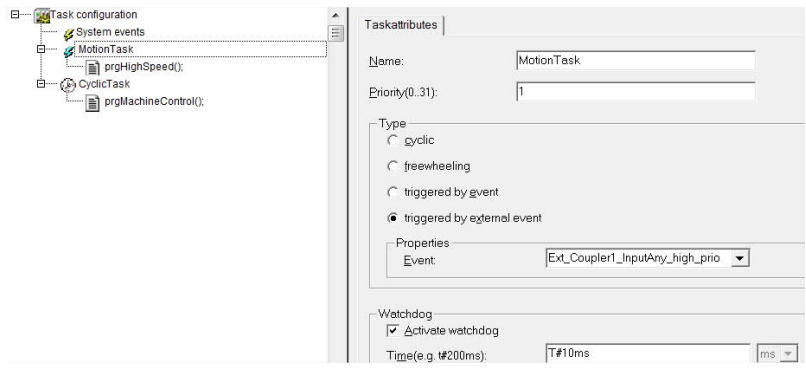 Task configuration
System events
MotionTask
prgHighSpeed();
CyclicTask
prgMachineControl();
Taskattributes
Name: MotionTask
Priority(0..31): 1
Type
cyclic
freewheeling
triggered by event
triggered by external event
Properties
Event: Ext_Coupler1_InputAny_high_prio
Watchdog
Activate watchdog
Time(e.g. t#200ms): T#10ms ms